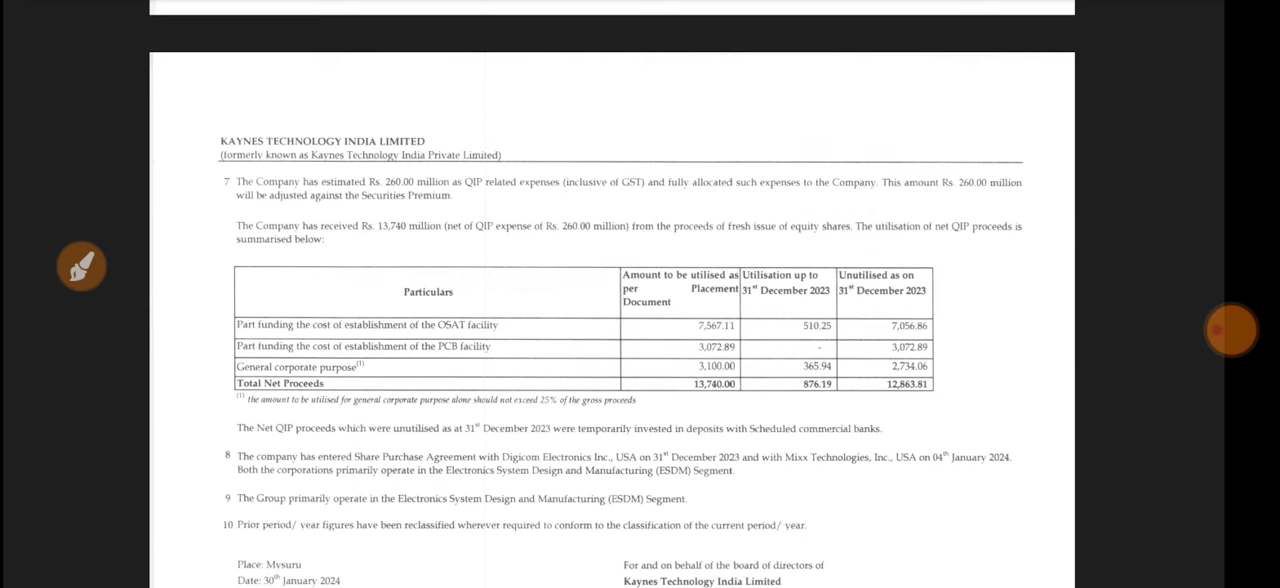 KAYNES TECHNOLOGY INDIA LIMITED
(formerly known as Kaynes Technology India Private Limited)
7 The Company has estimated Rs. 260.00 million as QIP related expenses (inclusive of GST) and fully allocated such expenses to the Company. This amount Rs. 260.00 million
will be adjusted against the Securities Premium.
The Company has received Rs. 13,740 million (net of QIP expense of Rs. 260.00 million) from the proceeds of fresh issue of equity shares. The utilisation of net QIP proceeds is
summarised below:
Particulars | Amount to be utilised as per Placement Document | Utilisation up to 31st December 2023 | Unutilised as on 31st December 2023
Part funding the cost of establishment of the OSAT facility 7,567.11 510.25 7,056.86
Part funding the cost of establishment of the PCB facility 3,072.89 - 3,072.89
General corporate purpose(1) 3,100.00 365.94 2,734.06
Total Net Proceeds 13,740.00 876.19 12,863.81
(1) the amount to be utilised for general corporate purpose alone should not exceed 25% of the gross proceeds
The Net QIP proceeds which were unutilised as at 31st December 2023 were temporarily invested in deposits with Scheduled commercial banks.
8 The company has entered Share Purchase Agreement with Digicom Electronics Inc., USA on 31st December 2023 and with Mixx Technologies, Inc., USA on 04th January 2024.
Both the corporations primarily operate in the Electronics System Design and Manufacturing (ESDM) Segment.
9 The Group primarily operate in the Electronics System Design and Manufacturing (ESDM) Segment.
10 Prior period/ year figures have been reclassified wherever required to conform to the classification of the current period/ year.
Place: Mysuru
Date: 30th January 2024
For and on behalf of the board of directors of
Kaynes Technology India Limited